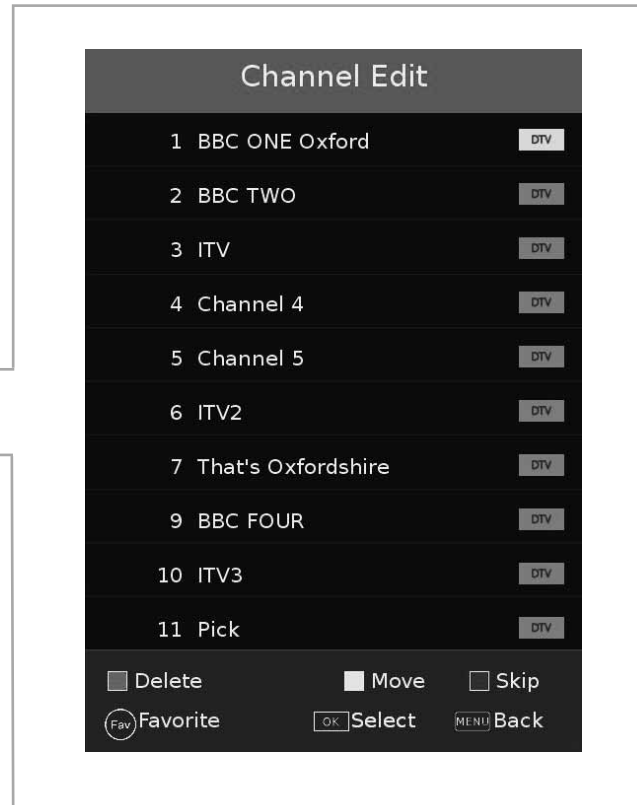 Channel Edit
1 BBC ONE Oxford DTV
2 BBC TWO DTV
3 ITV DTV
4 Channel 4 DTV
5 Channel 5 DTV
6 ITV2 DTV
7 That's Oxfordshire DTV
9 BBC FOUR DTV
10 ITV3 DTV
11 Pick DTV
Delete Move Skip
Fav Favorite OK Select MENU Back